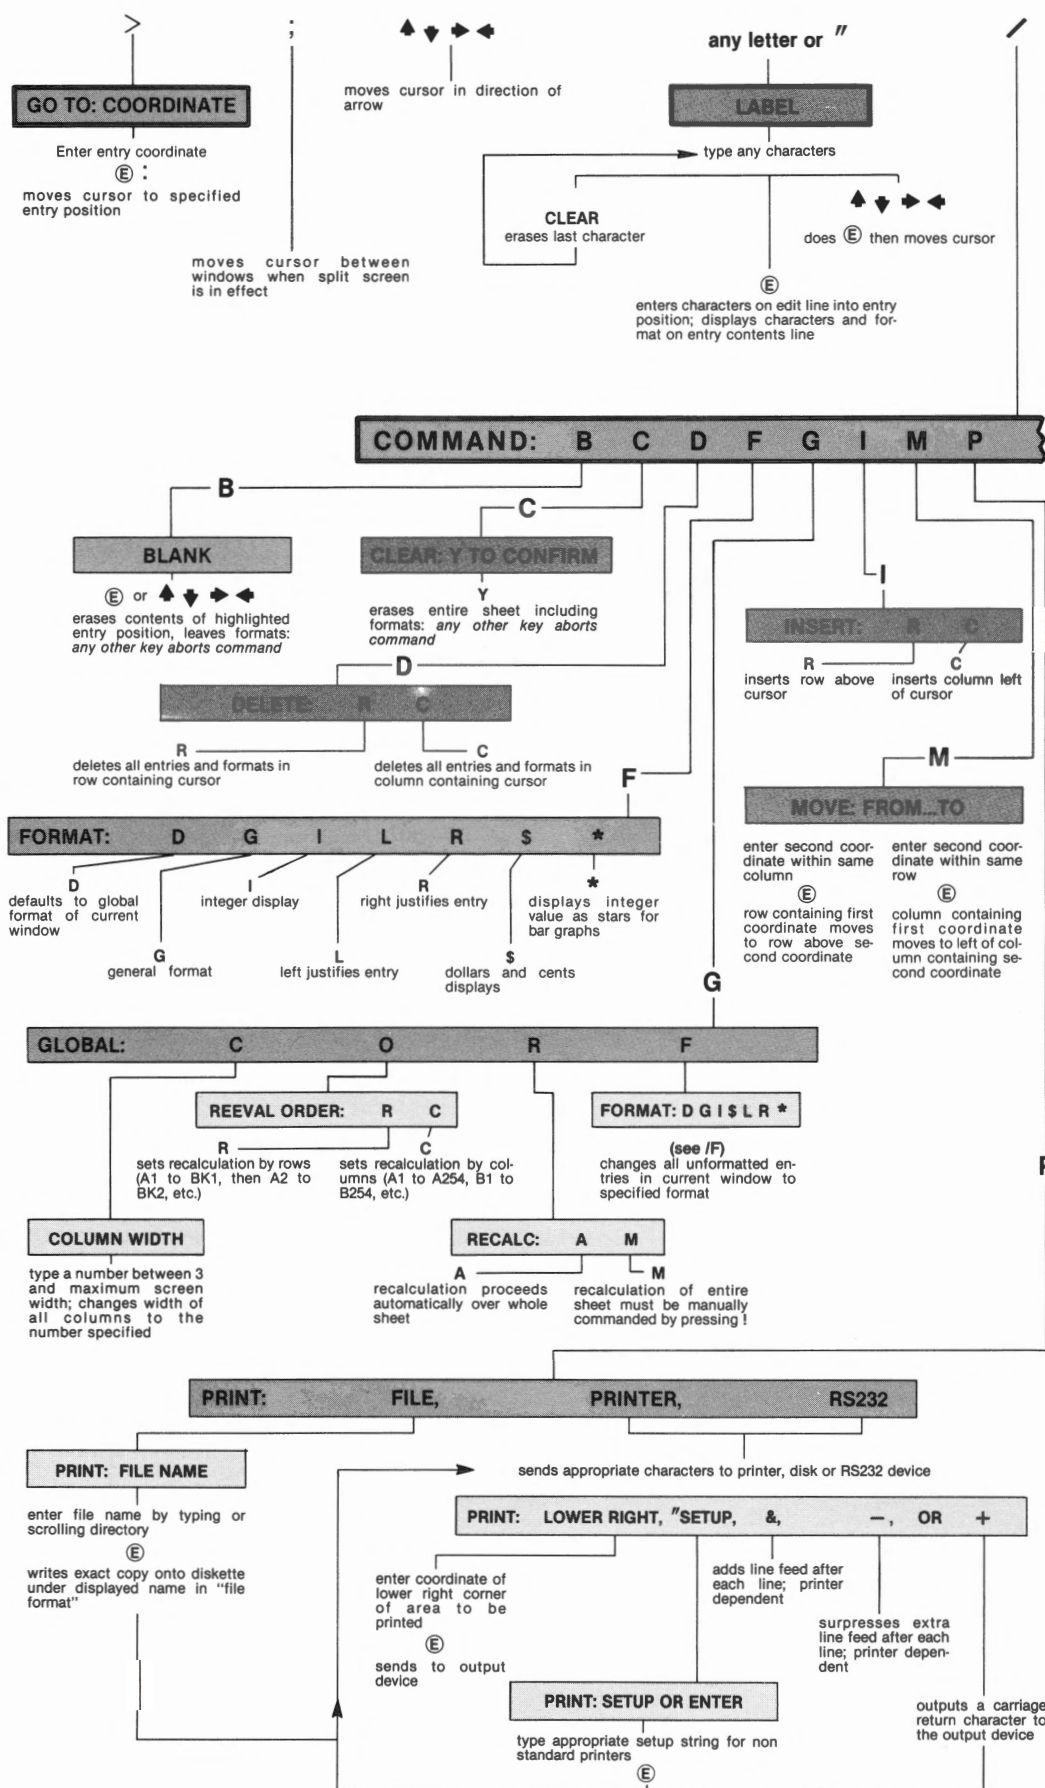 >
;
any letter or "
/
GO TO: COORDINATE
Enter entry coordinate
Ⓔ :
moves cursor to specified
entry position
moves cursor between
windows when split screen
is in effect
moves cursor in direction of
arrow
LABEL
type any characters
CLEAR
erases last character
does Ⓔ then moves cursor
Ⓔ
enters characters on edit line into entry
position; displays characters and for-
mat on entry contents line
COMMAND: B C D F G I M P
B
BLANK
Ⓔ or
erases contents of highlighted
entry position, leaves formats:
any other key aborts command
C
CLEAR: Y TO CONFIRM
Y
erases entire sheet including
formats: any other key aborts
command
D
DELETE: R C
R
deletes all entries and formats in
row containing cursor
C
deletes all entries and formats in
column containing cursor
I
INSERT: R C
R
inserts row above
cursor
C
inserts column left
of cursor
M
MOVE: FROM...TO
enter second coor-
dinate within same
column
Ⓔ
row containing first
coordinate moves
to row above se-
cond coordinate
enter second coor-
dinate within same
row
Ⓔ
column containing
first coordinate
moves to left of col-
umn containing se-
cond coordinate
F
FORMAT: D G I L R $ *
D
defaults to global
format of current
window
G
general format
I
integer display
L
left justifies entry
R
right justifies entry
$
dollars and cents
displays
*
displays integer
value as stars for
bar graphs
G
GLOBAL: C O R F
REEVAL ORDER: R C
R
sets recalculation by rows
(A1 to BK1, then A2 to
BK2, etc.)
C
sets recalculation by col-
umns (A1 to A254, B1 to
B254, etc.)
FORMAT: D G I $ L R *
(see /F)
changes all unformatted en-
tries in current window to
specified format
COLUMN WIDTH
type a number between 3
and maximum screen
width; changes width of
all columns to the
number specified
RECALC: A M
A
recalculation proceeds
automatically over whole
sheet
M
recalculation of entire
sheet must be manually
commanded by pressing !
PRINT: FILE, PRINTER, RS232
PRINT: FILE NAME
enter file name by typing or
scrolling directory
Ⓔ
writes exact copy onto diskette
under displayed name in "file
format"
sends appropriate characters to printer, disk or RS232 device
PRINT: LOWER RIGHT, "SETUP, &, −, OR +
enter coordinate of
lower right corner
of area to be
printed
Ⓔ
sends to output
device
adds line feed after
each line; printer
dependent
surpresses extra
line feed after each
line; printer depen-
dent
PRINT: SETUP OR ENTER
type appropriate setup string for non
standard printers
Ⓔ
outputs a carriage
return character to
the output device